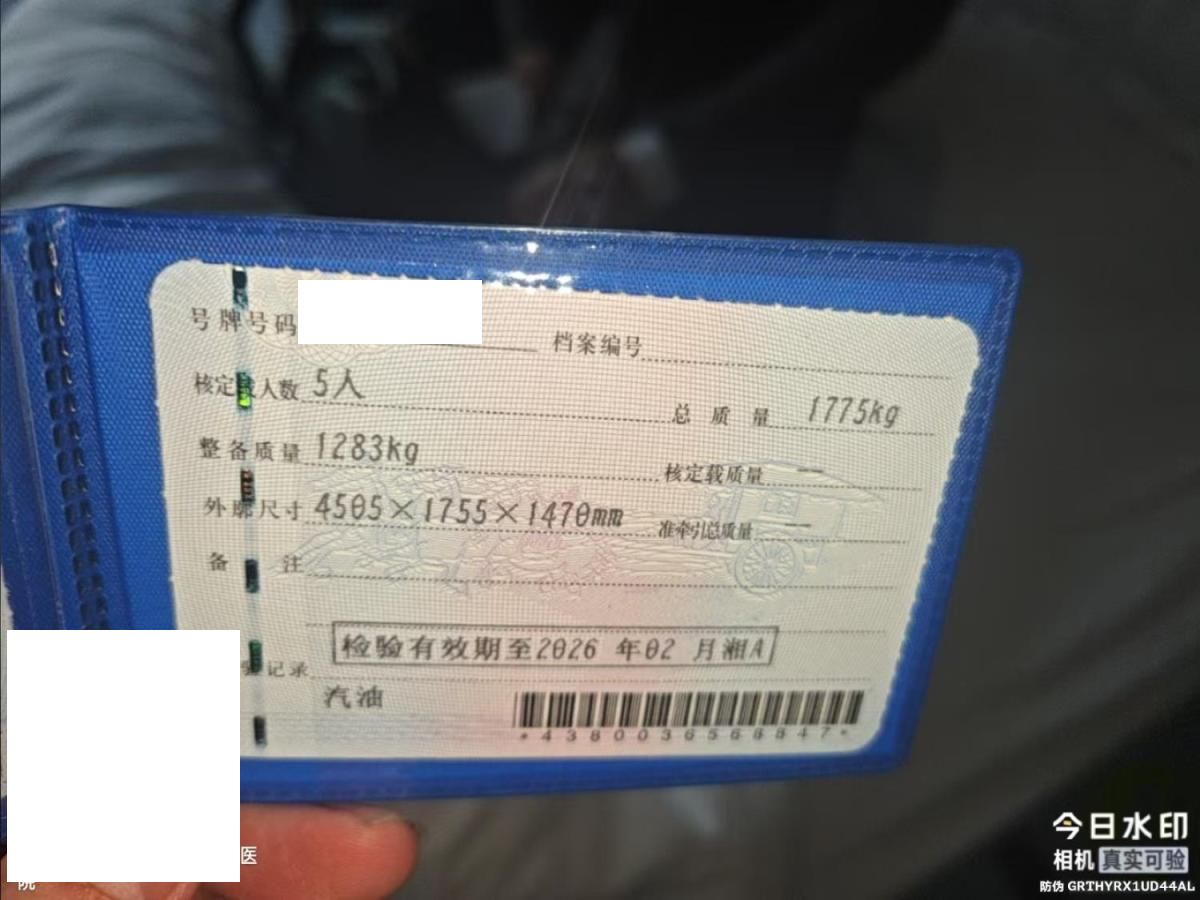 号牌号码 档案编号
核定载人数 5人 总质量 1775kg
整备质量 1283kg 核定载质量 —
外廓尺寸 4505×1755×1470mm 准牵引总质量 —
备注
检验有效期至2026 年02 月湘A
记录
汽油
*4380036568847*
医
院
今日水印
相机 真实可验
防伪 GRTHYRX1UD44AL